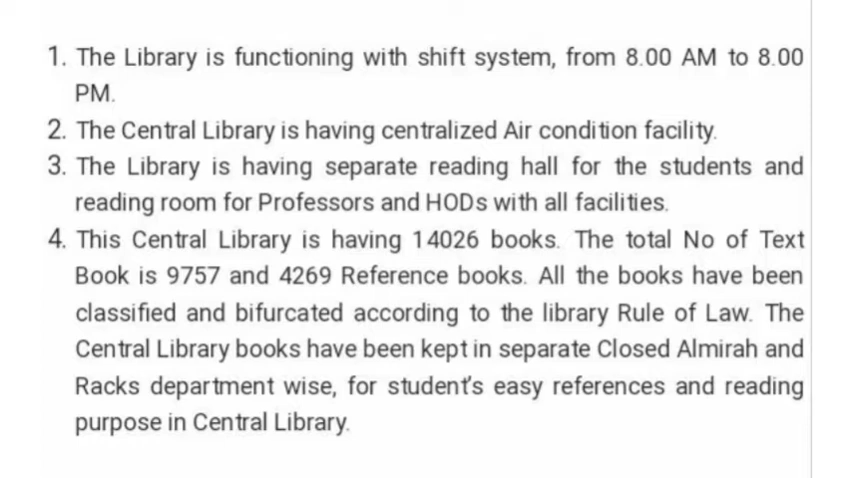 1. The Library is functioning with shift system, from 8.00 AM to 8.00
PM.
2. The Central Library is having centralized Air condition facility.
3. The Library is having separate reading hall for the students and
reading room for Professors and HODs with all facilities.
4. This Central Library is having 14026 books. The total No of Text
Book is 9757 and 4269 Reference books. All the books have been
classified and bifurcated according to the library Rule of Law. The
Central Library books have been kept in separate Closed Almirah and
Racks department wise, for student's easy references and reading
purpose in Central Library.